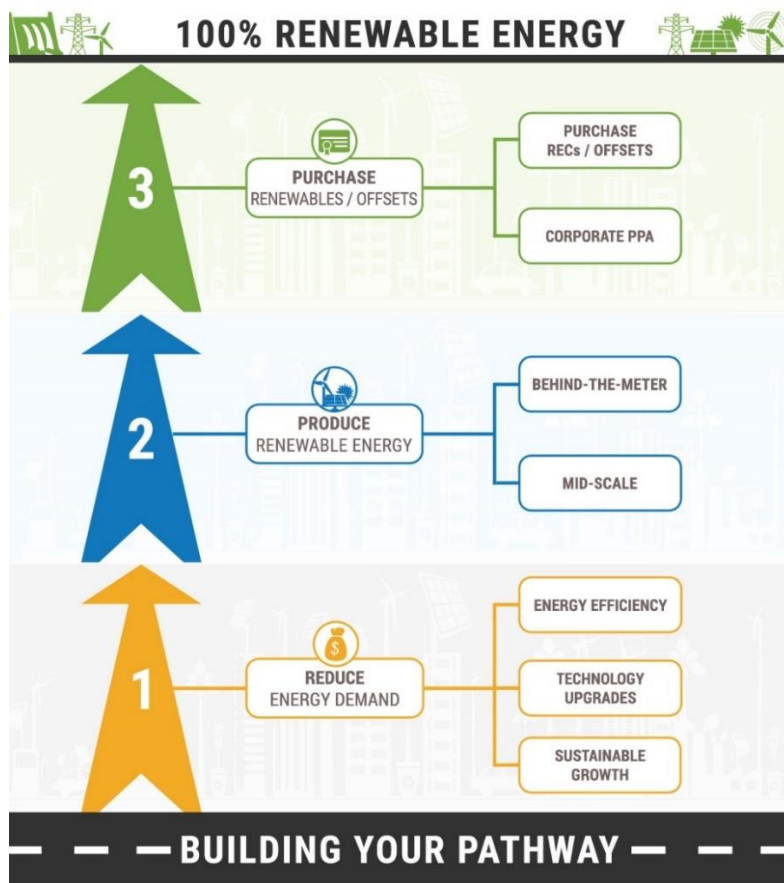 100% RENEWABLE ENERGY
3
PURCHASE
RENEWABLES / OFFSETS
PURCHASE
RECs / OFFSETS
CORPORATE PPA
2
PRODUCE
RENEWABLE ENERGY
BEHIND-THE-METER
MID-SCALE
1
$
REDUCE
ENERGY DEMAND
ENERGY EFFICIENCY
TECHNOLOGY
UPGRADES
SUSTAINABLE
GROWTH
BUILDING YOUR PATHWAY